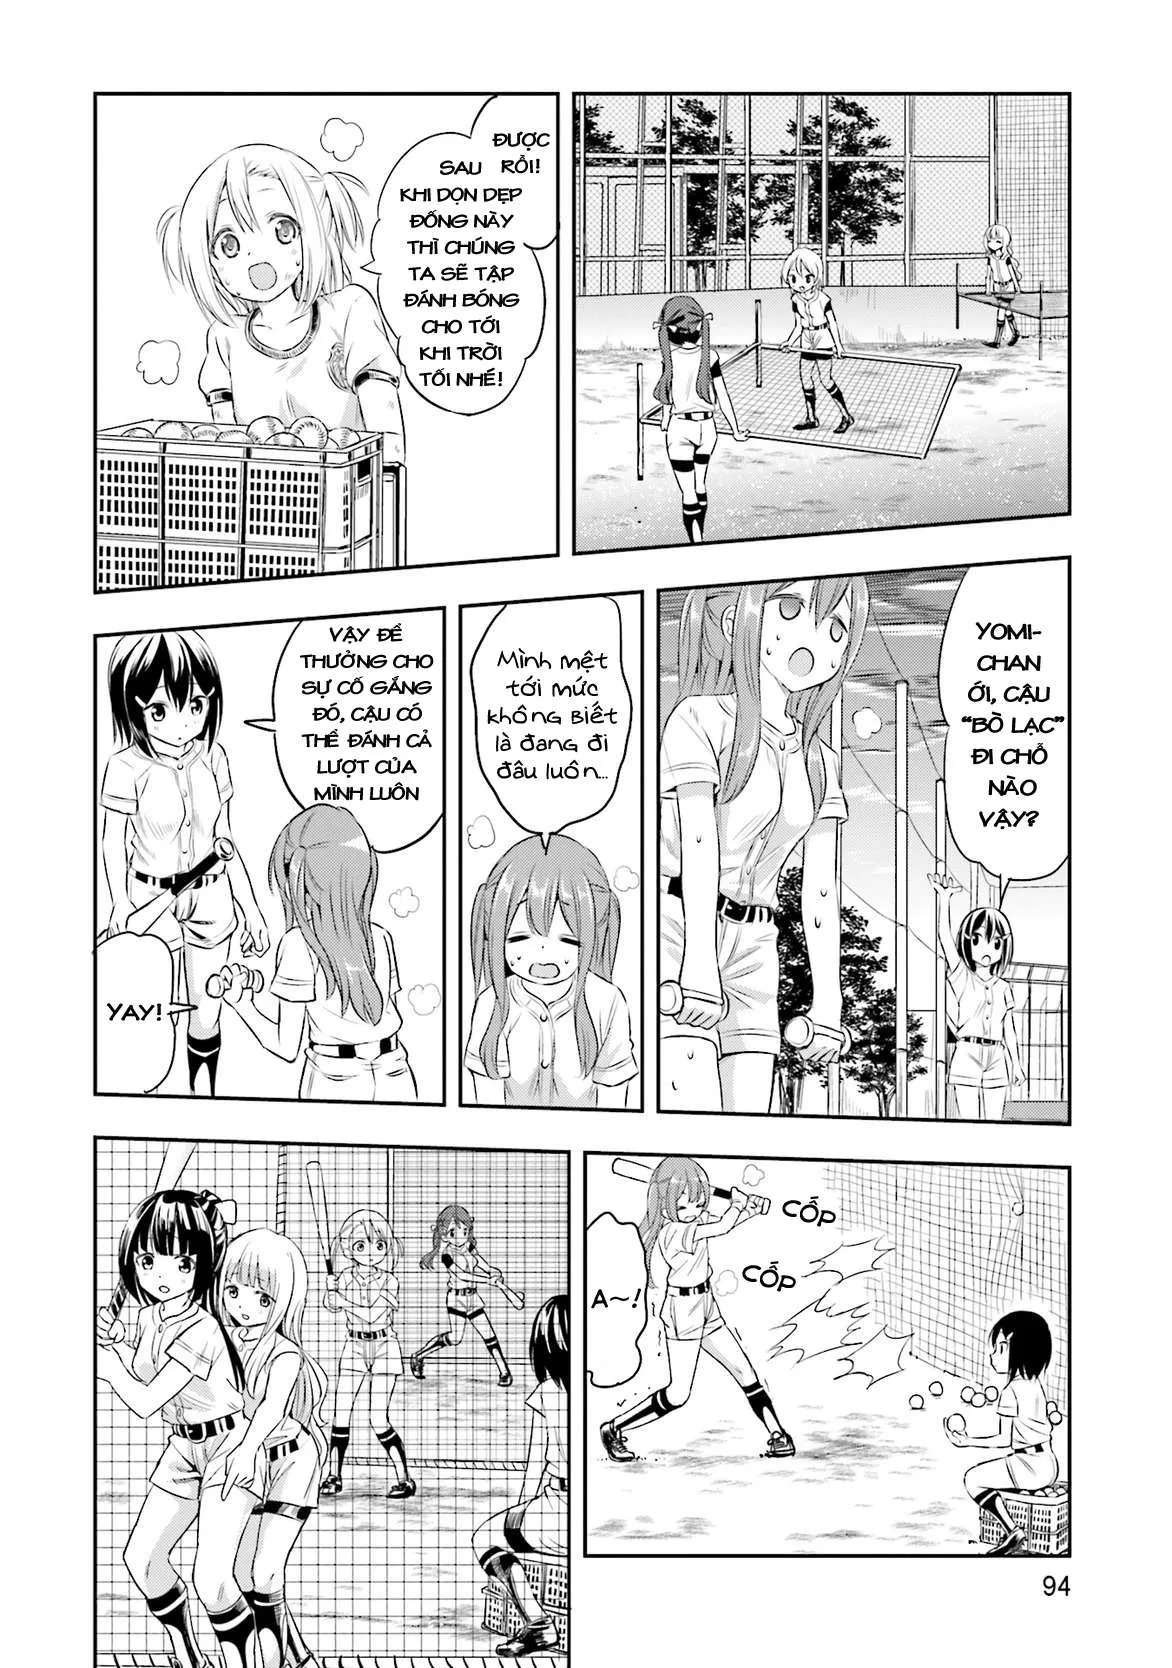 ĐƯỢC
RỒI!
SAU
KHI DỌN DẸP
ĐỐNG NÀY
THÌ CHÚNG
TA SẼ TẬP
ĐÁNH BÓNG
CHO TỚI
KHI TRỜI
TỐI NHÉ!
YOMI-
CHAN
ƠI, CẬU
“BÒ LẠC”
ĐI CHỖ
NÀO
VẬY?
Mình mệt
tới mức
không biết
là đang đi
đâu luôn...
VẬY ĐỂ
THƯỞNG CHO
SỰ CỐ GẮNG
ĐÓ, CẬU CÓ
THỂ ĐÁNH CẢ
LƯỢT CỦA
MÌNH LUÔN
YAY!
CỐP
CỐP
A~!
94